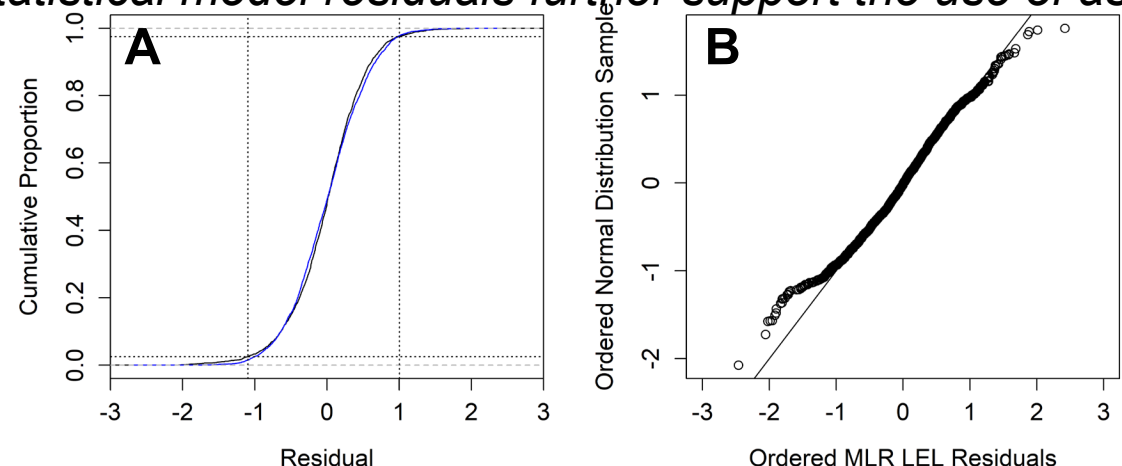 tatistical model residuals further support the use of
A
Cumulative Proportion
0.0 0.2 0.4 0.6 0.8 1.0
-3 -2 -1 0 1 2 3
Residual
B
Ordered Normal Distribution Sample
-2 -1 0 1
-3 -2 -1 0 1 2 3
Ordered MLR LEL Residuals